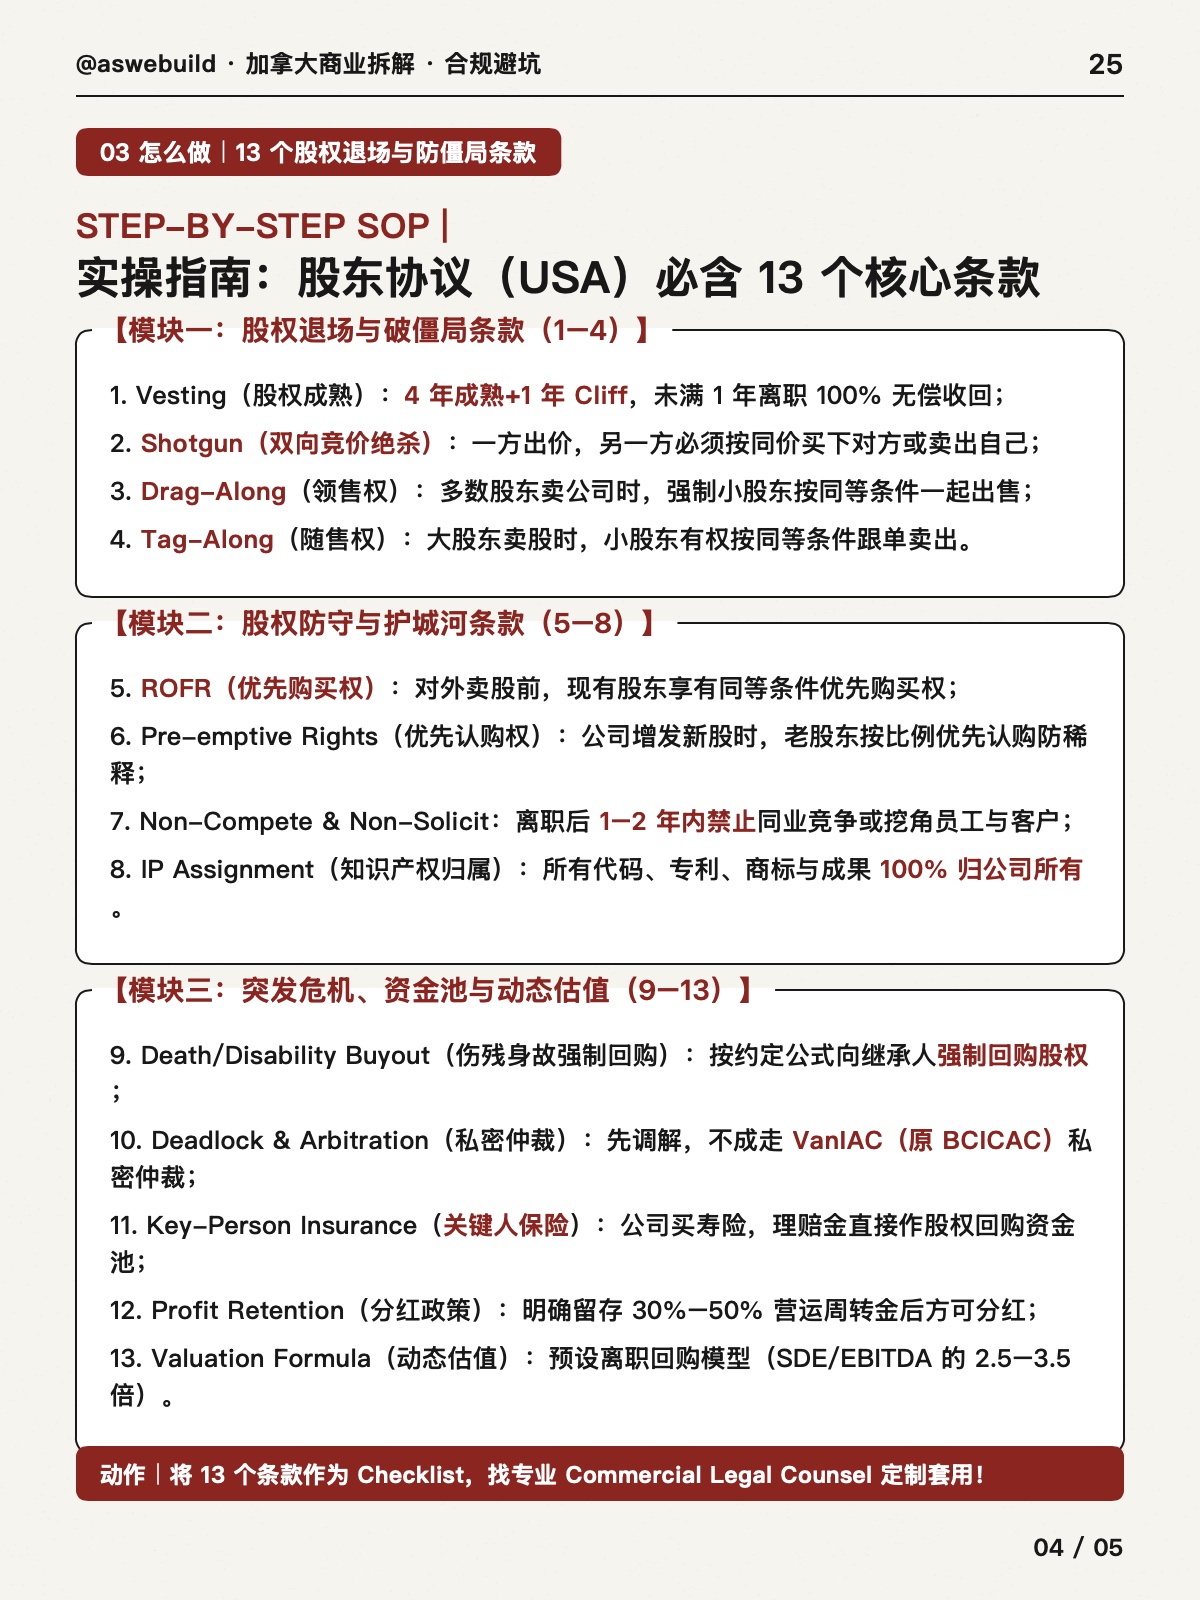 @aswebuild · 加拿大商业拆解 · 合规避坑
25
03 怎么做｜13 个股权退场与防僵局条款
STEP-BY-STEP SOP｜
实操指南：股东协议（USA）必含 13 个核心条款
【模块一：股权退场与破僵局条款（1—4）】
1. Vesting（股权成熟）：4 年成熟+1 年 Cliff，未满 1 年离职 100% 无偿收回；
2. Shotgun（双向竞价绝杀）：一方出价，另一方必须按同价买下对方或卖出自己；
3. Drag-Along（领售权）：多数股东卖公司时，强制小股东按同等条件一起出售；
4. Tag-Along（随售权）：大股东卖股时，小股东有权按同等条件跟单卖出。
【模块二：股权防守与护城河条款（5—8）】
5. ROFR（优先购买权）：对外卖股前，现有股东享有同等条件优先购买权；
6. Pre-emptive Rights（优先认购权）：公司增发新股时，老股东按比例优先认购防稀
释；
7. Non-Compete & Non-Solicit：离职后 1—2 年内禁止同业竞争或挖角员工与客户；
8. IP Assignment（知识产权归属）：所有代码、专利、商标与成果 100% 归公司所有
。
【模块三：突发危机、资金池与动态估值（9—13）】
9. Death/Disability Buyout（伤残身故强制回购）：按约定公式向继承人强制回购股权
；
10. Deadlock & Arbitration（私密仲裁）：先调解，不成走 VanIAC（原 BCICAC）私
密仲裁；
11. Key-Person Insurance（关键人保险）：公司买寿险，理赔金直接作股权回购资金
池；
12. Profit Retention（分红政策）：明确留存 30%—50% 营运周转金后方可分红；
13. Valuation Formula（动态估值）：预设离职回购模型（SDE/EBITDA 的 2.5—3.5
倍）。
动作｜将 13 个条款作为 Checklist，找专业 Commercial Legal Counsel 定制套用！
04 / 05